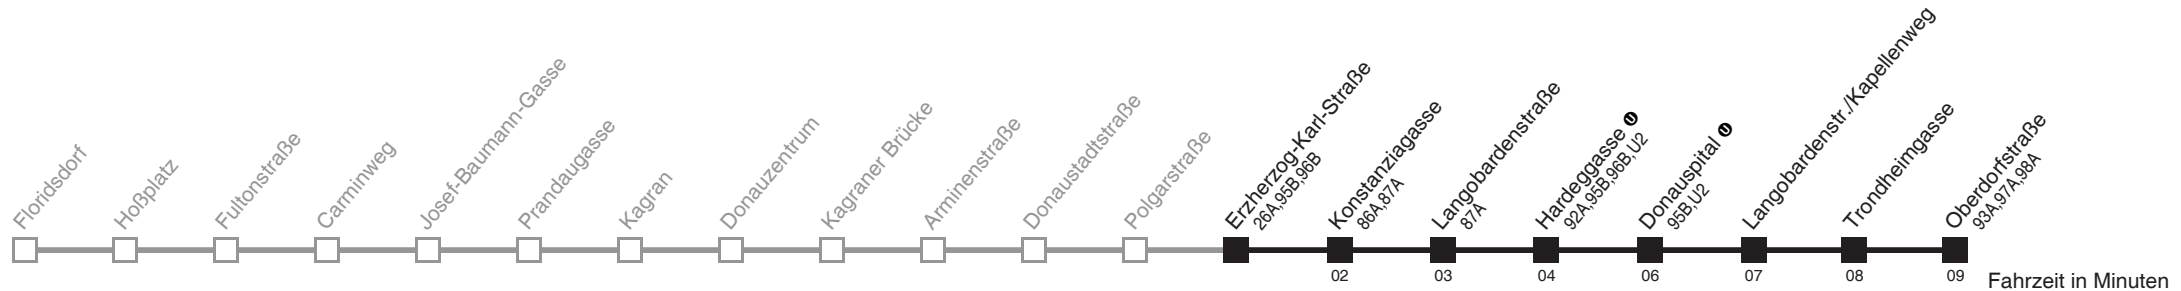 Floridsdorf
Hoßplatz
Fultonstraße
Carminweg
Josef-Baumann-Gasse
Prandaugasse
Kagran
Donauzentrum
Kagraner Brücke
Arminenstraße
Donaustadtstraße
Polgarstraße
Erzherzog-Karl-Straße
26A,95B,96B
Konstanziagasse
86A,87A
Langobardenstraße
87A
Hardeggasse U
92A,95B,96B,U2
Donauspital U
95B,U2
Langobardenstr./Kapellenweg
Trondheimgasse
Oberdorfstraße
93A,97A,98A
02 03 04 06 07 08 09 Fahrzeit in Minuten